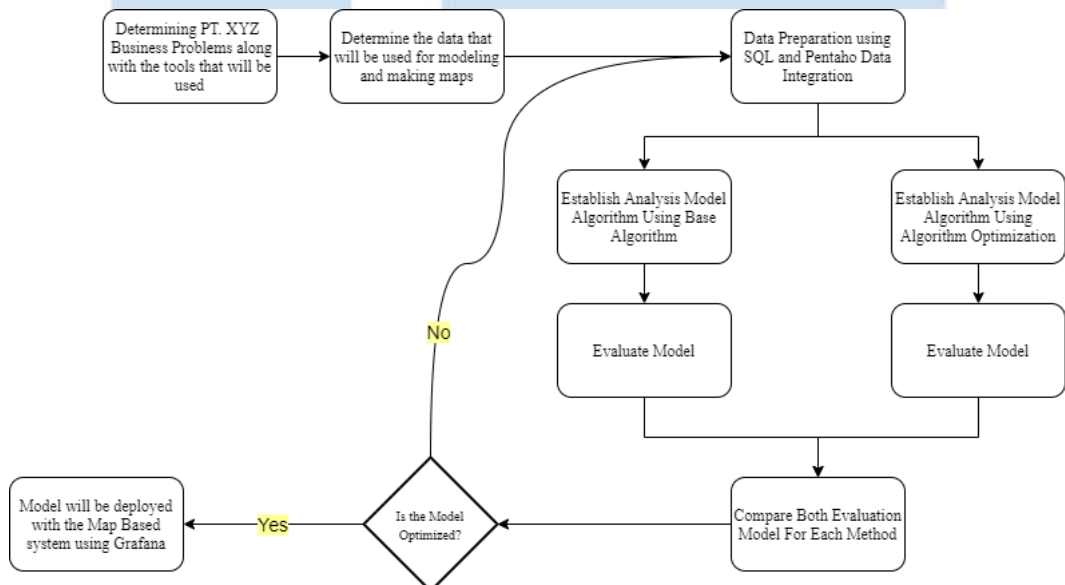 Determining PT. XYZ
Business Problems along
with the tools that will be
used
Determine the data that
will be used for modeling
and making maps
Data Preparation using
SQL and Pentaho Data
Integration
Establish Analysis Model
Algorithm Using Base
Algorithm
Establish Analysis Model
Algorithm Using
Algorithm Optimization
No
Evaluate Model
Evaluate Model
Model will be deployed
with the Map Based
system using Grafana
Yes
Is the Model
Optimized?
Compare Both Evaluation
Model For Each Method